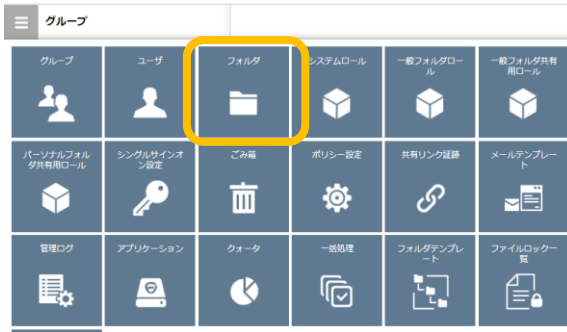 グループ
グループ
ユーザ
フォルダ
システムロール
一般フォルダロー
ル
一般フォルダ共有
用ロール
パーソナルフォル
ダ共有用ロール
シングルサインオ
ン設定
ごみ箱
ポリシー設定
共有リンク証跡
メールテンプレー
ト
管理ログ
アプリケーション
クォータ
一括処理
フォルダテンプレ
ート
ファイルロック一
覧